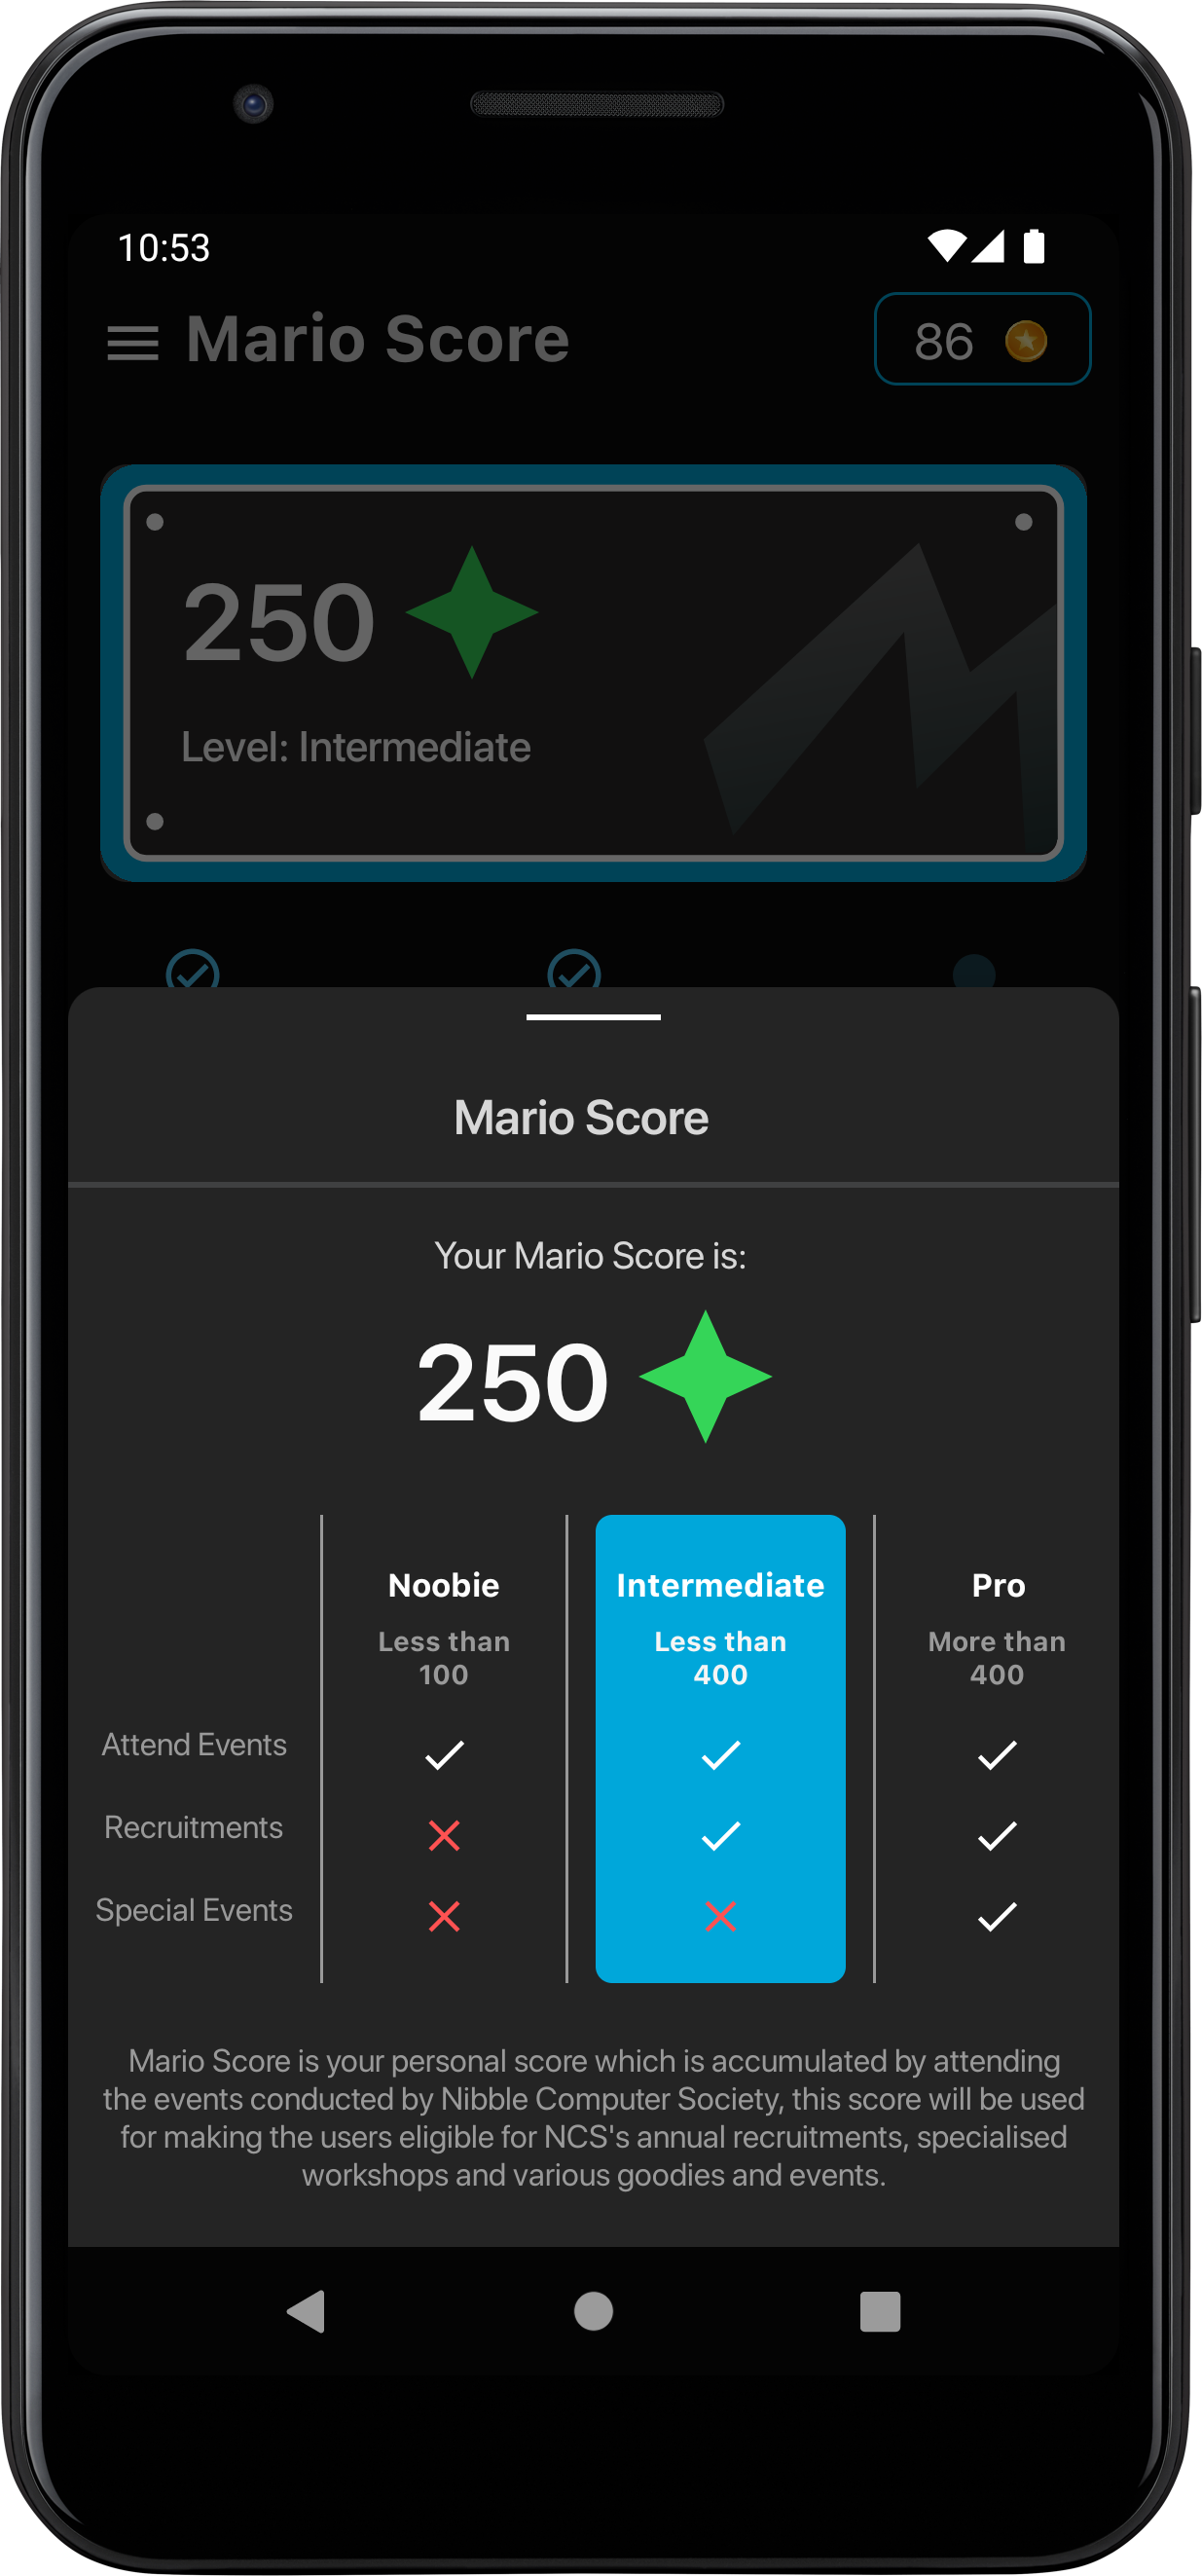 10:53
Mario Score
86
250
Level: Intermediate
Mario Score
Your Mario Score is:
250
Noobie
Intermediate
Pro
Less than
100
Less than
400
More than
400
Attend Events
Recruitments
Special Events
Mario Score is your personal score which is accumulated by attending
the events conducted by Nibble Computer Society, this score will be used
for making the users eligible for NCS's annual recruitments, specialised
workshops and various goodies and events.